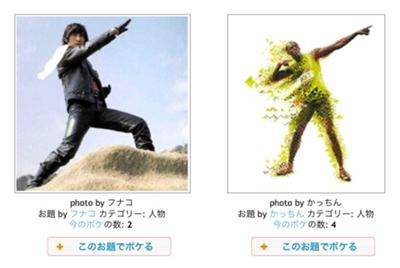 photo by フナコ
お題 by フナコ カテゴリー: 人物
今のボケの数: 2
+ このお題でボケる
photo by かっちん
お題 by かっちん カテゴリー: 人物
今のボケの数: 4
+ このお題でボケる